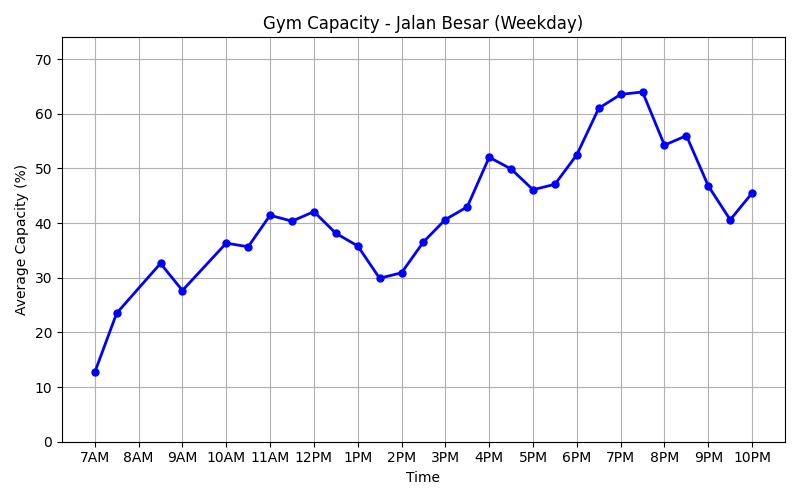 Gym Capacity - Jalan Besar (Weekday)
Average Capacity (%)
70
60
50
40
30
20
10
0
7AM 8AM 9AM 10AM 11AM 12PM 1PM 2PM 3PM 4PM 5PM 6PM 7PM 8PM 9PM 10PM
Time